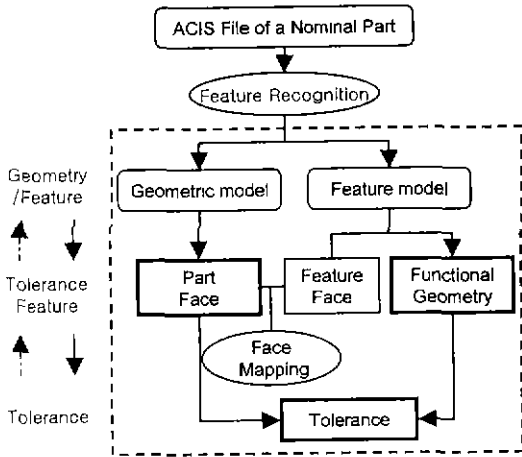 ACIS File of a Nominal Part
Feature Recognition
Geometry
/Feature
Geometric model
Feature model
Tolerance
Feature
Part
Face
Feature
Face
Functional
Geometry
Face
Mapping
Tolerance
Tolerance